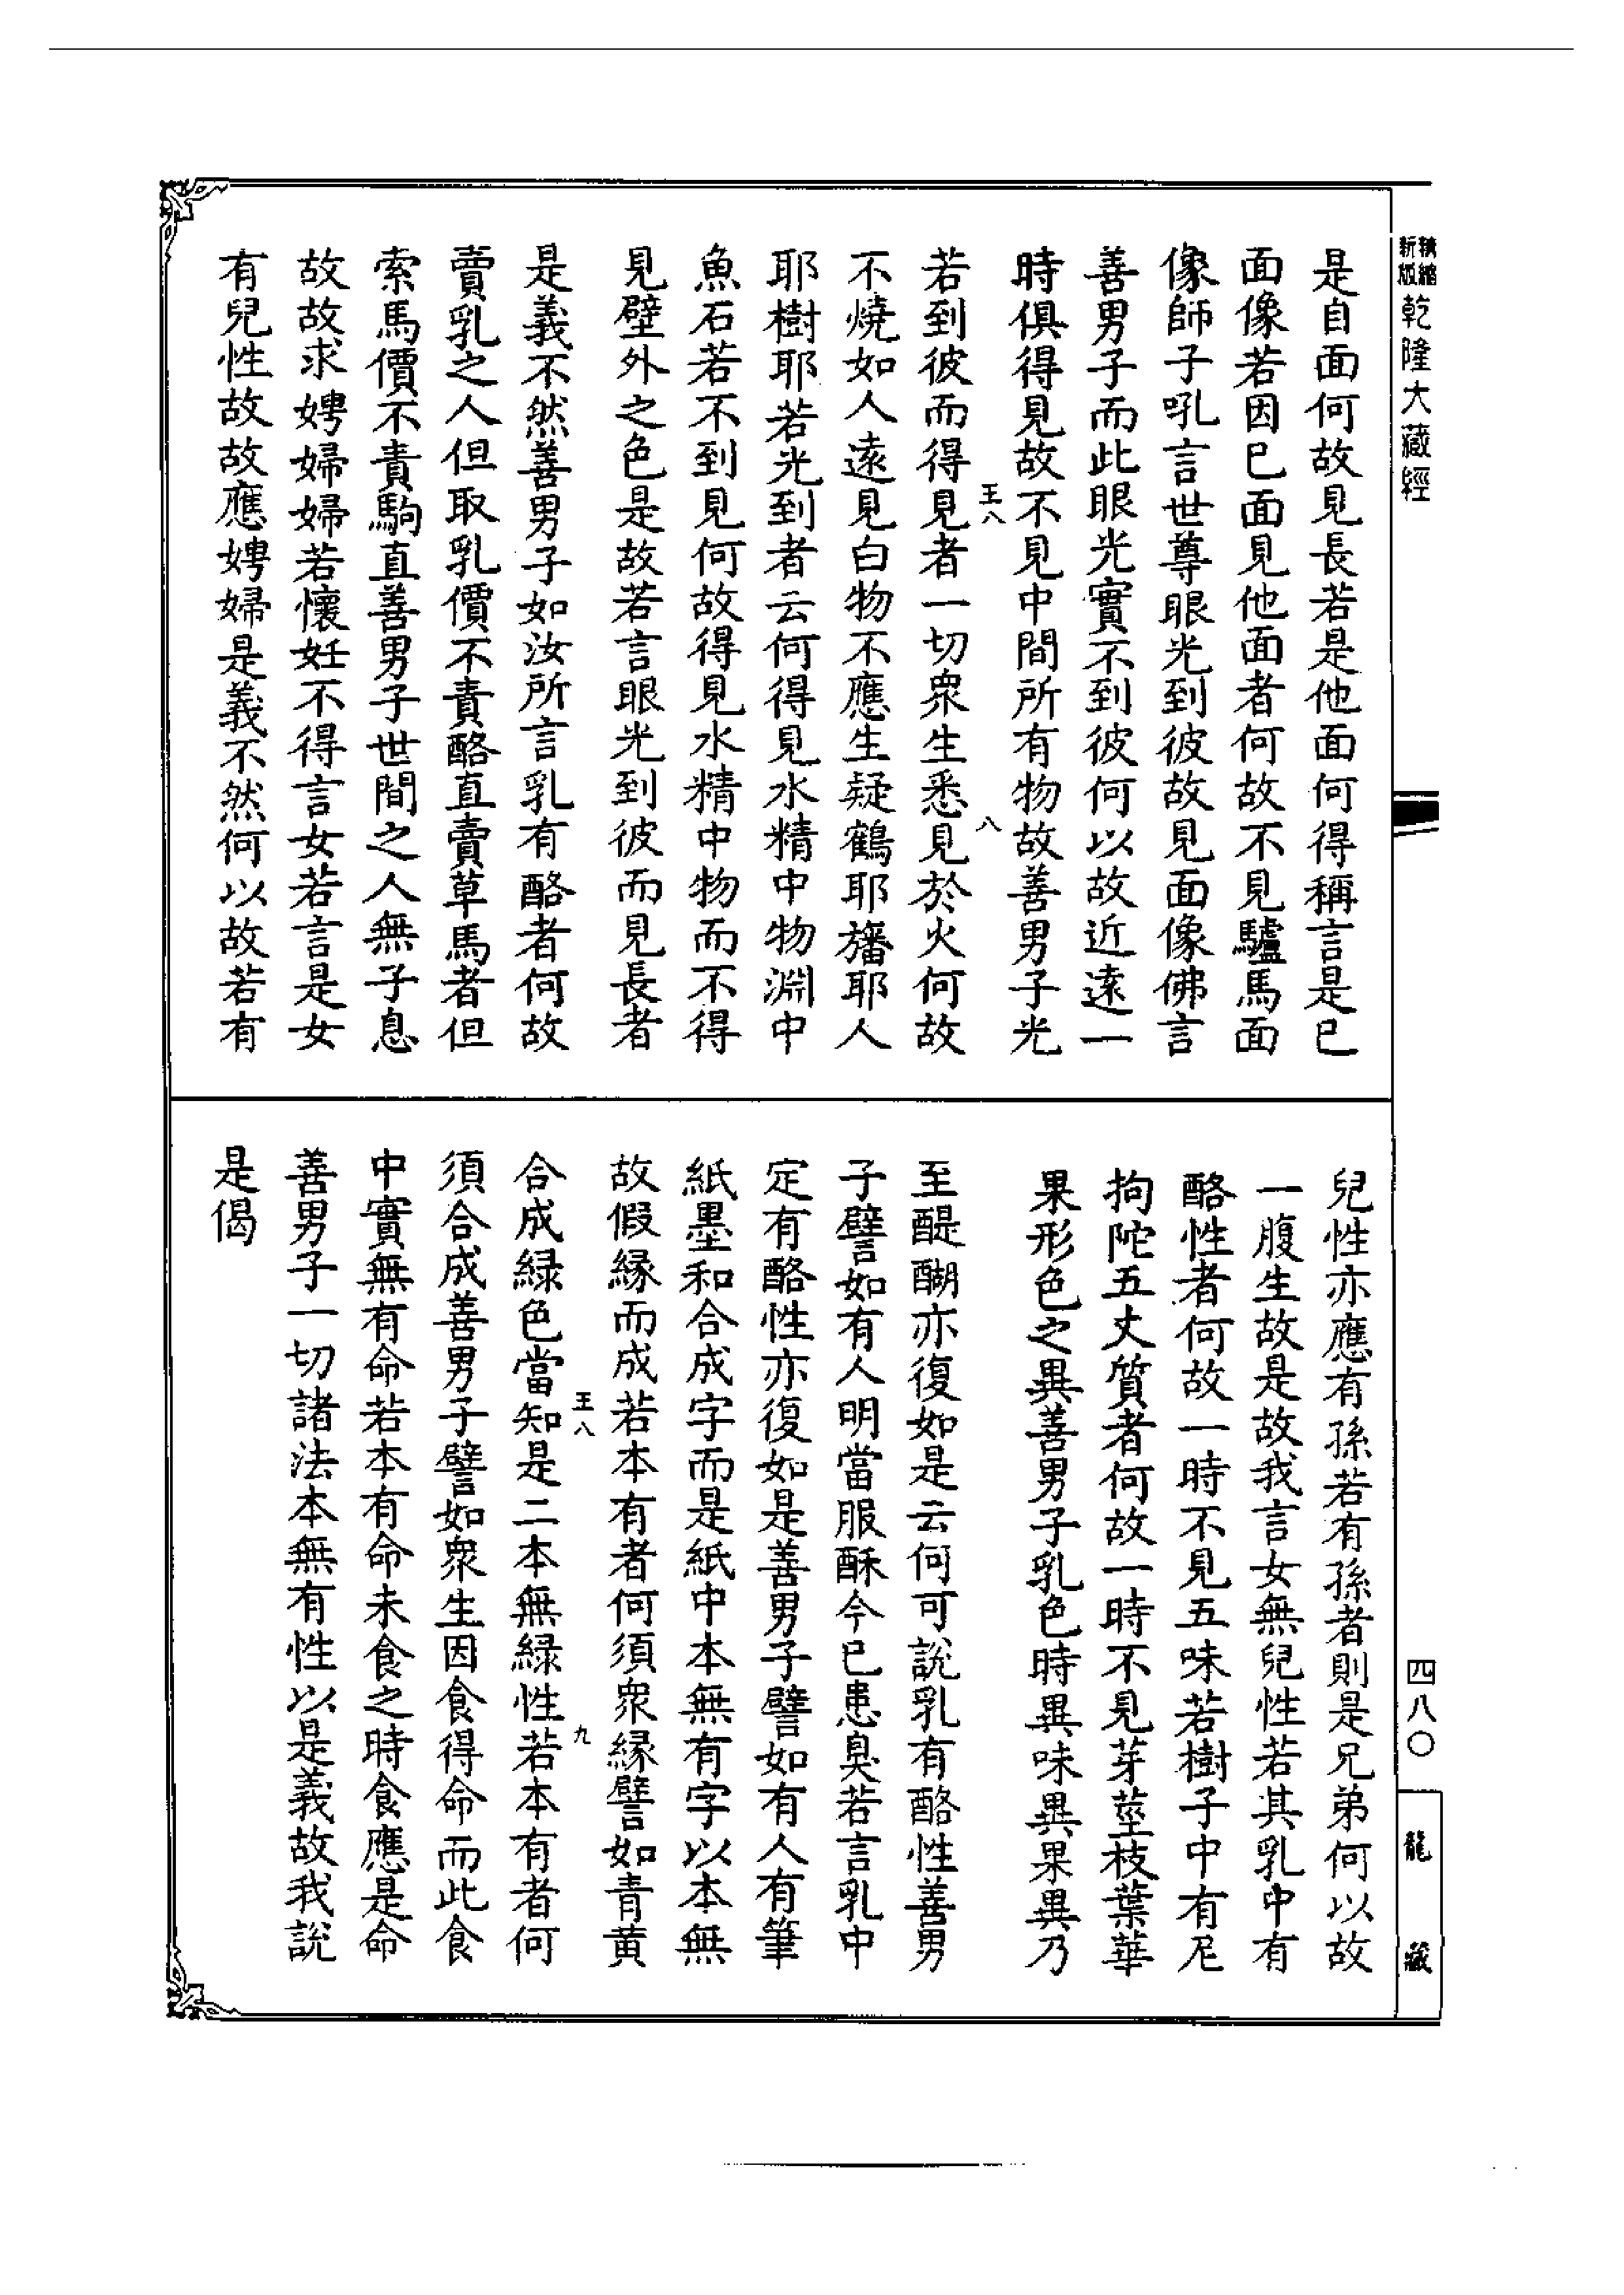 精縮新版乾隆大藏經
是自面何故見長若是他面何得稱言是已
面像若因已面見他面者何故不見驢馬面
像師子吼言世尊眼光到彼故見面像佛言
善男子而此眼光實不到彼何以故近遠一
時俱得見故不見中間所有物故善男子光
王八
八
若到彼而得見者一切衆生悉見於火何故
不燒如人遠見白物不應生疑鶴耶旛耶人
耶樹耶若光到者云何得見水精中物淵中
魚石若不到見何故得見水精中物而不得
見壁外之色是故若言眼光到彼而見長者
是義不然善男子如汝所言乳有酪者何故
賣乳之人但取乳價不責酪直賣草馬者但
索馬價不責駒直善男子世間之人無子息
故故求娉婦婦若懷妊不得言女若言是女
有兒性故故應娉婦是義不然何以故若有
兒性亦應有孫若有孫者則是兄弟何以故
一腹生故是故我言女無兒性若其乳中有
酪性者何故一時不見五味若樹子中有尼
拘陀五丈質者何故一時不見芽莖枝葉華
果形色之異善男子乳色時異味異果異乃
至醍醐亦復如是云何可說乳有酪性善男
子譬如有人明當服酥今已患臭若言乳中
定有酪性亦復如是善男子譬如有人有筆
紙墨和合成字而是紙中本無有字以本無
故假緣而成若本有者何須衆緣譬如青黄
王八
九
合成綠色當知是二本無綠性若本有者何
須合成善男子譬如衆生因食得命而此食
中實無有命若本有命未食之時食應是命
善男子一切諸法本無有性以是義故我說
是偈
四八〇
龍藏